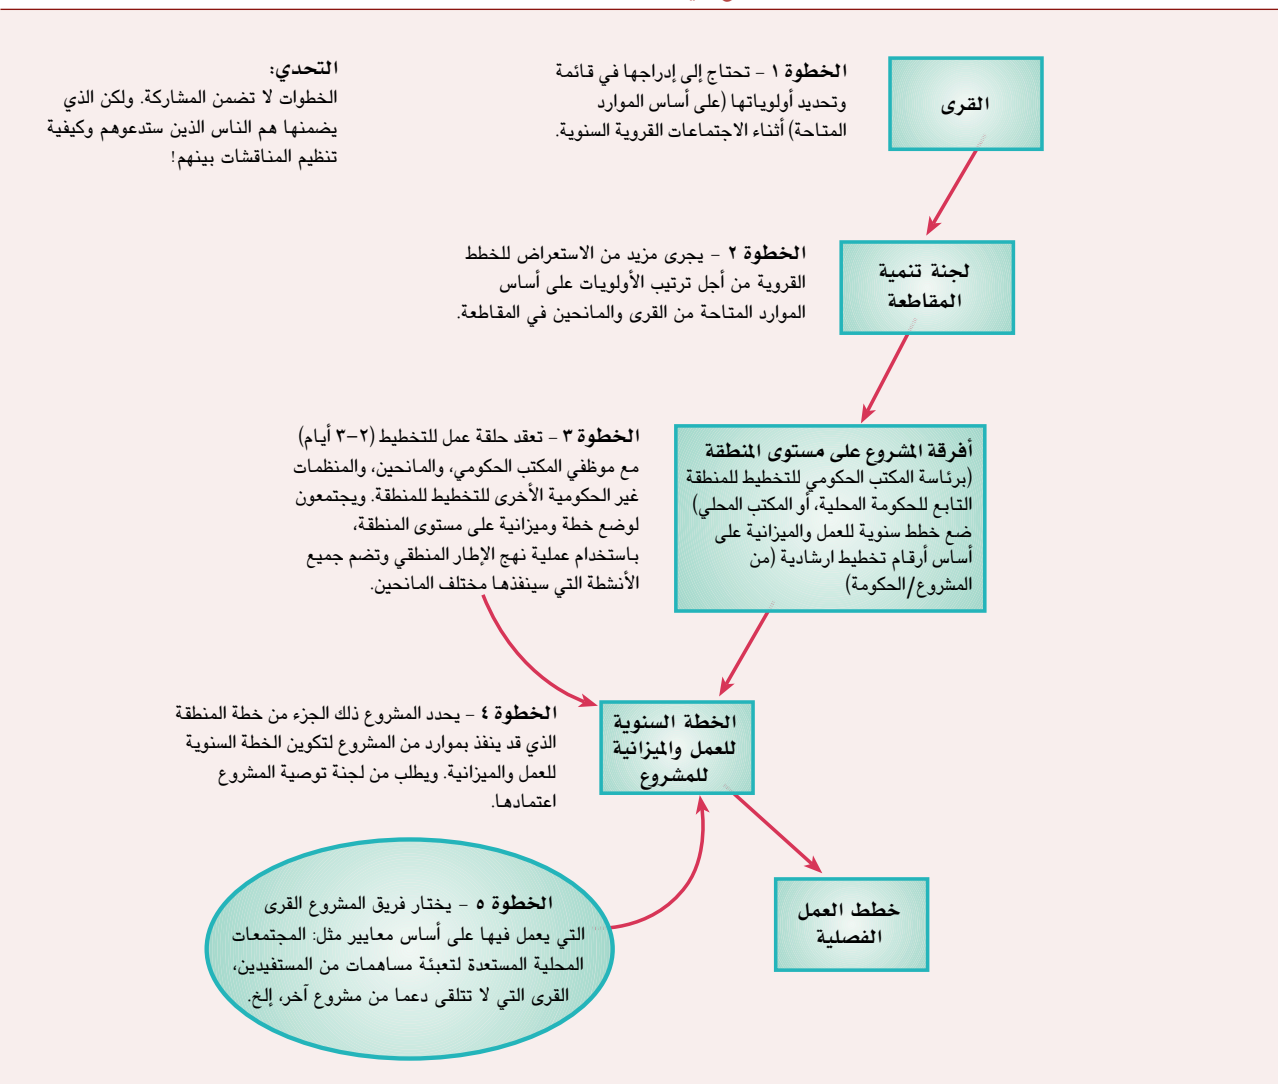 القرى
الخطوة ١ – تحتاج إلى إدراجها في قائمة
وتحديد أولوياتها (على أساس الموارد
المتاحة) أثناء الاجتماعات القروية السنوية.
التحدي:
الخطوات لا تضمن المشاركة. ولكن الذي
يضمنها هم الناس الذين ستدعوهم وكيفية
تنظيم المناقشات بينهم!
لجنة تنمية
المقاطعة
الخطوة ٢ – يجرى مزيد من الاستعراض للخطط
القروية من أجل ترتيب الأولويات على أساس
الموارد المتاحة من القرى والمانحين في المقاطعة.
أفرقة المشروع على مستوى المنطقة
(برئاسة المكتب الحكومي للتخطيط للمنطقة
التابع للحكومة المحلية، أو المكتب المحلي)
ضع خطط سنوية للعمل والميزانية على
أساس أرقام تخطيط ارشادية (من
المشروع/الحكومة)
الخطوة ٣ – تعقد حلقة عمل للتخطيط (٢–٣ أيام)
مع موظفي المكتب الحكومي، والمانحين، والمنظمات
غير الحكومية الأخرى للتخطيط للمنطقة. ويجتمعون
لوضع خطة وميزانية على مستوى المنطقة،
باستخدام عملية نهج الإطار المنطقي وتضم جميع
الأنشطة التي سينفذها مختلف المانحين.
الخطة السنوية
للعمل والميزانية
للمشروع
الخطوة ٤ – يحدد المشروع ذلك الجزء من خطة المنطقة
الذي قد ينفذ بموارد من المشروع لتكوين الخطة السنوية
للعمل والميزانية. ويطلب من لجنة توصية المشروع
اعتمادها.
خطط العمل
الفصلية
الخطوة ٥ – يختار فريق المشروع القرى
التي يعمل فيها على أساس معايير مثل: المجتمعات
المحلية المستعدة لتعبئة مساهمات من المستفيدين،
القرى التي لا تتلقى دعما من مشروع آخر، إلخ.